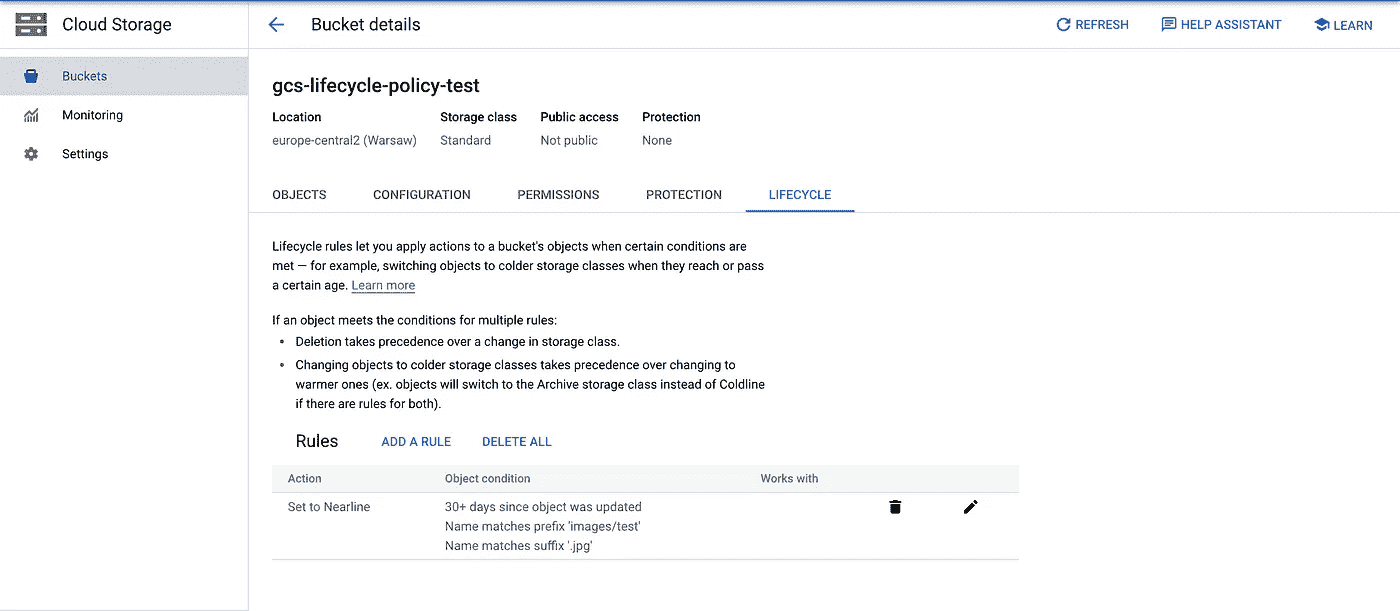 Cloud Storage
Bucket details
REFRESH
HELP ASSISTANT
LEARN
Buckets
Monitoring
Settings
gcs-lifecycle-policy-test
Location Storage class Public access Protection
europe-central2 (Warsaw) Standard Not public None
OBJECTS CONFIGURATION PERMISSIONS PROTECTION LIFECYCLE
Lifecycle rules let you apply actions to a bucket's objects when certain conditions are
met — for example, switching objects to colder storage classes when they reach or pass
a certain age. Learn more
If an object meets the conditions for multiple rules:
• Deletion takes precedence over a change in storage class.
• Changing objects to colder storage classes takes precedence over changing to
warmer ones (ex. objects will switch to the Archive storage class instead of Coldline
if there are rules for both).
Rules ADD A RULE DELETE ALL
Action Object condition Works with
Set to Nearline 30+ days since object was updated
Name matches prefix 'images/test'
Name matches suffix '.jpg'